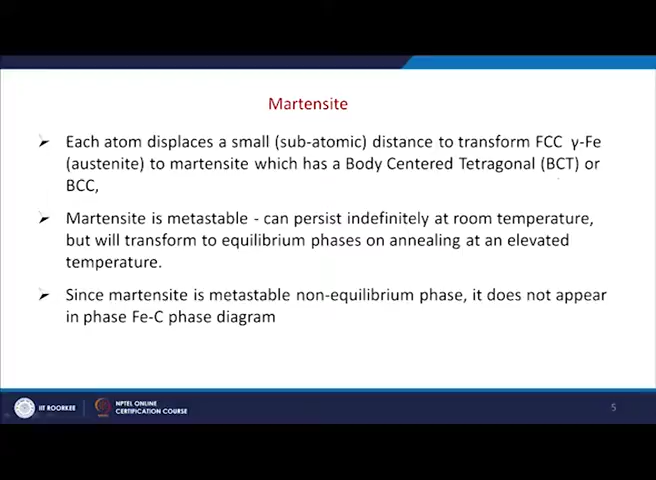 Martensite
➢ Each atom displaces a small (sub-atomic) distance to transform FCC γ-Fe
(austenite) to martensite which has a Body Centered Tetragonal (BCT) or
BCC,
➢ Martensite is metastable - can persist indefinitely at room temperature,
but will transform to equilibrium phases on annealing at an elevated
temperature.
➢ Since martensite is metastable non-equilibrium phase, it does not appear
in phase Fe-C phase diagram
IIT ROORKEE
NPTEL ONLINE
CERTIFICATION COURSE
5